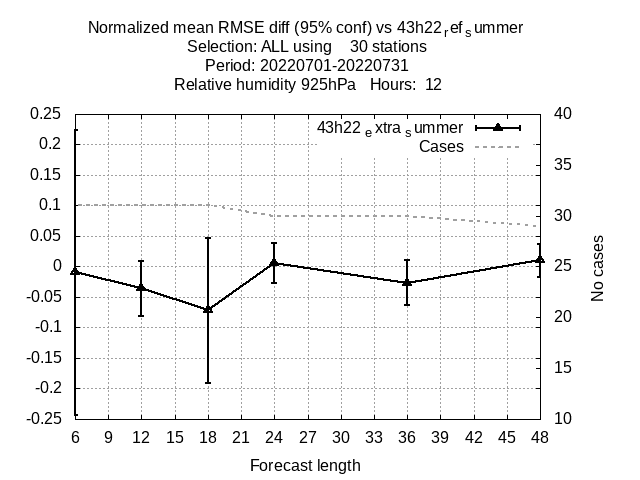 Normalized mean RMSE diff (95% conf) vs 43h22refsummer
Selection: ALL using 30 stations
Period: 20220701-20220731
Relative humidity 925hPa Hours: 12
43h22extrasummer
Cases
0.25
0.2
0.15
0.1
0.05
0
-0.05
-0.1
-0.15
-0.2
-0.25
40
35
30
25
20
15
10
No cases
6 9 12 15 18 21 24 27 30 33 36 39 42 45 48
Forecast length